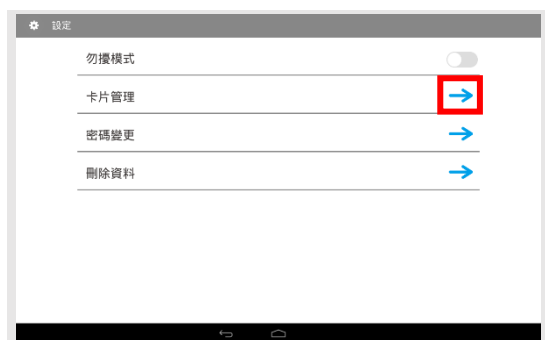 設定
勿擾模式
卡片管理
密碼變更
刪除資料